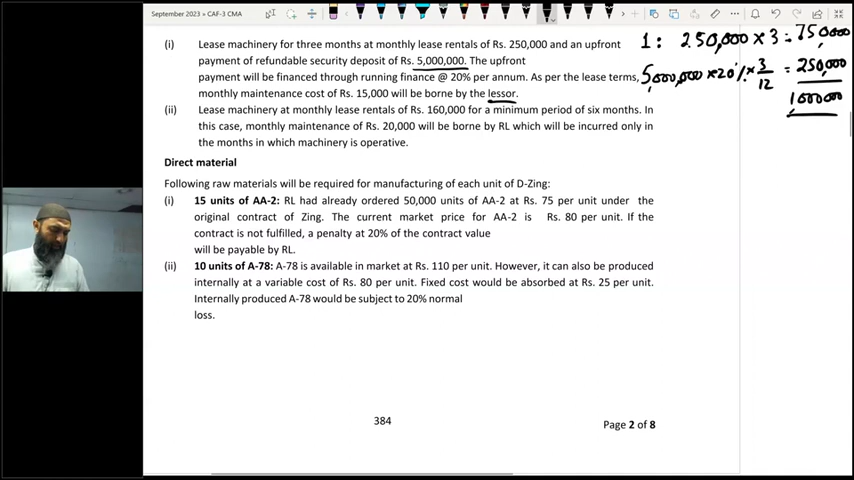 September 2023 » CAF-3 CMA
(i) Lease machinery for three months at monthly lease rentals of Rs. 250,000 and an upfront
payment of refundable security deposit of Rs. 5,000,000. The upfront
payment will be financed through running finance @ 20% per annum. As per the lease terms,
monthly maintenance cost of Rs. 15,000 will be borne by the lessor.
(ii) Lease machinery at monthly lease rentals of Rs. 160,000 for a minimum period of six months. In
this case, monthly maintenance of Rs. 20,000 will be borne by RL which will be incurred only in
the months in which machinery is operative.
Direct material
Following raw materials will be required for manufacturing of each unit of D-Zing:
(i) 15 units of AA-2: RL had already ordered 50,000 units of AA-2 at Rs. 75 per unit under the
original contract of Zing. The current market price for AA-2 is Rs. 80 per unit. If the
contract is not fulfilled, a penalty at 20% of the contract value
will be payable by RL.
(ii) 10 units of A-78: A-78 is available in market at Rs. 110 per unit. However, it can also be produced
internally at a variable cost of Rs. 80 per unit. Fixed cost would be absorbed at Rs. 25 per unit.
Internally produced A-78 would be subject to 20% normal
loss.
384
Page 2 of 8
1: 250,000 × 3 = 750,000
5,000,000 × 20% × 3/12 = 250,000
1,000,000